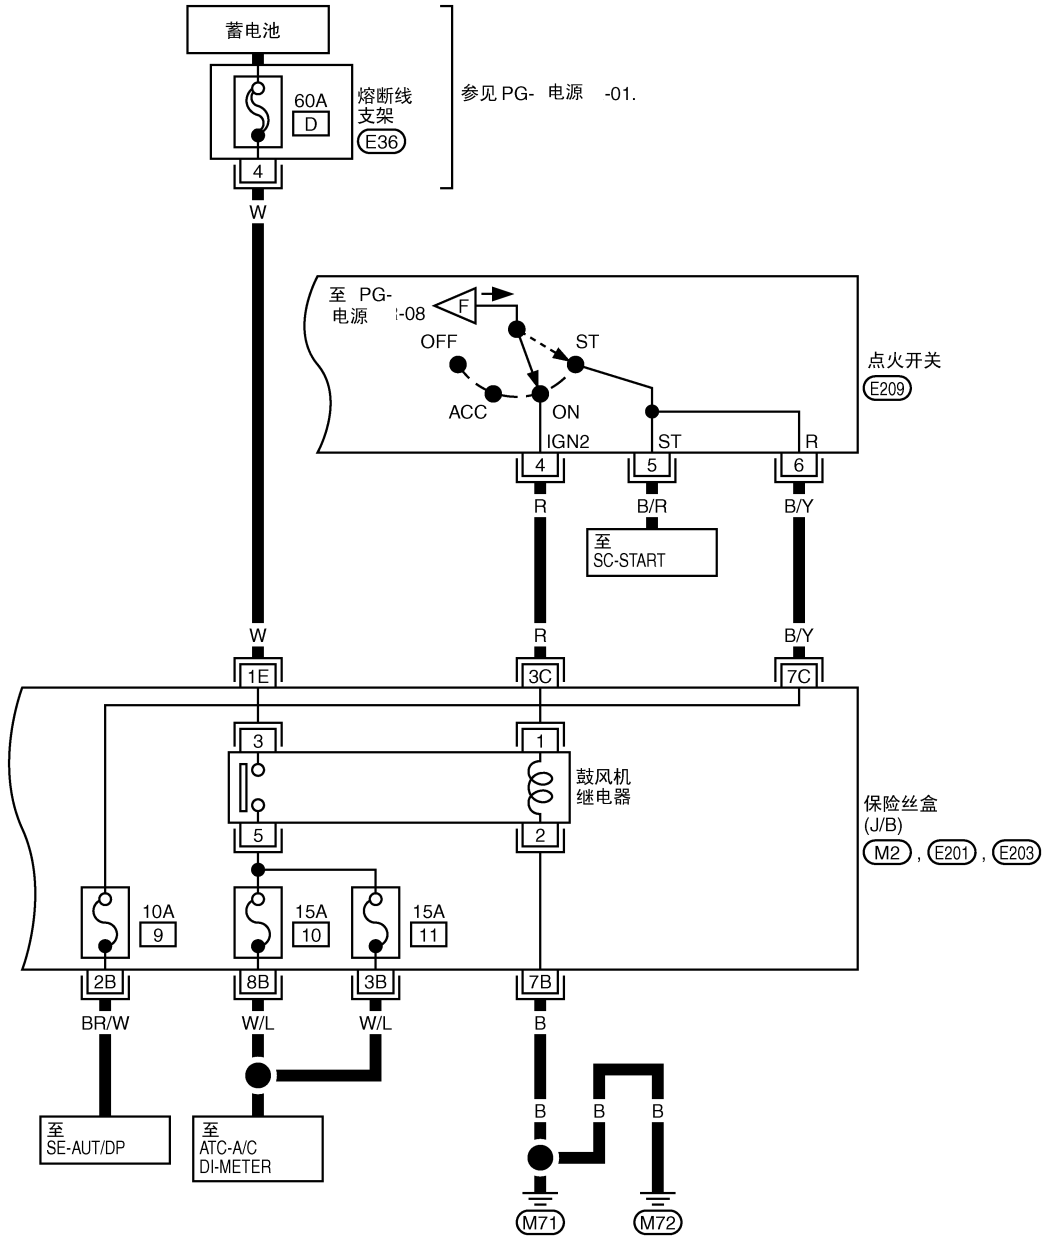 蓄电池
60A
D
熔断线
支架
E36
参见 PG- 电源 -01.
4
W
至 PG-
电源 -08
F
OFF
ST
ACC
ON
点火开关
E209
IGN2
ST
R
4
5
6
R
B/R
B/Y
至
SC-START
W
R
B/Y
1E
3C
7C
3
1
鼓风机
继电器
5
2
保险丝盒
(J/B)
M2 , E201 , E203
10A
9
15A
10
15A
11
2B
8B
3B
7B
BR/W
W/L
W/L
B
B
B
B
至
SE-AUT/DP
至
ATC-A/C
DI-METER
M71
M72